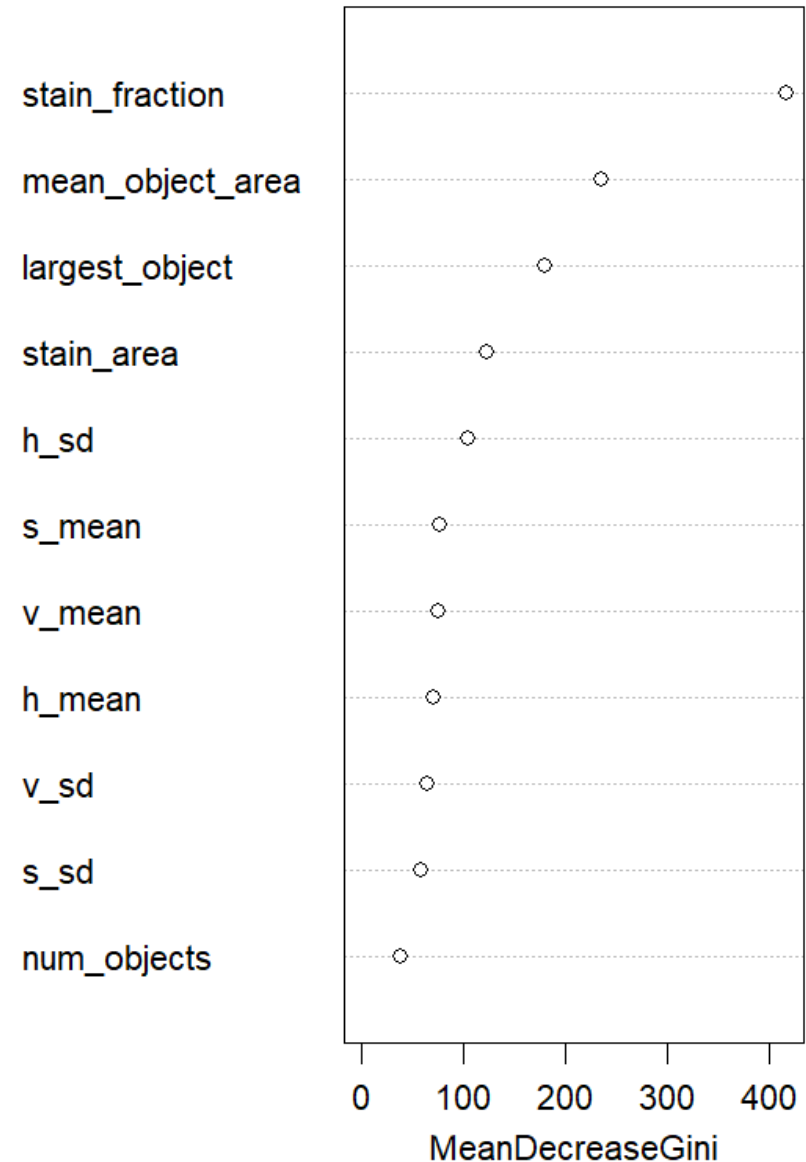 stain_fraction
mean_object_area
largest_object
stain_area
h_sd
s_mean
v_mean
h_mean
v_sd
s_sd
num_objects
0 100 200 300 400
MeanDecreaseGini